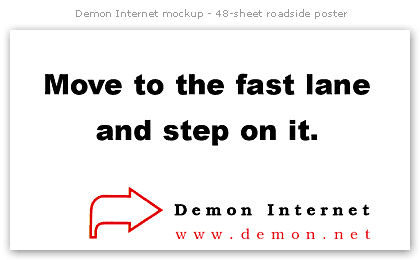 Demon Internet mockup - 48-sheet roadside poster
Move to the fast lane
and step on it.
Demon Internet
www.demon.net